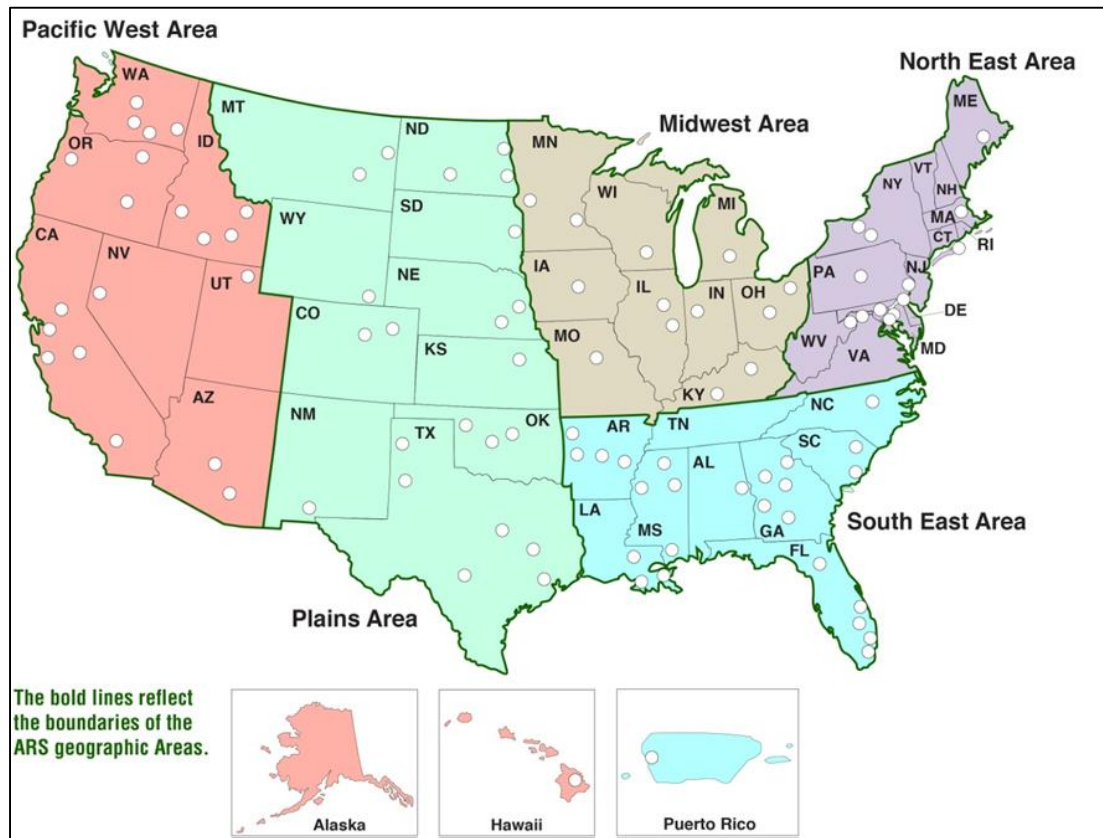 Pacific West Area
North East Area
Midwest Area
South East Area
Plains Area
WA
OR
ID
CA
NV
UT
AZ
MT
ND
WY
SD
NE
CO
KS
NM
TX
OK
MN
WI
MI
IA
IL
IN
OH
MO
KY
ME
VT
NH
NY
MA
CT
RI
PA
NJ
DE
MD
WV
VA
NC
TN
AR
SC
AL
LA
MS
GA
FL
The bold lines reflect
the boundaries of the
ARS geographic Areas.
Alaska
Hawaii
Puerto Rico